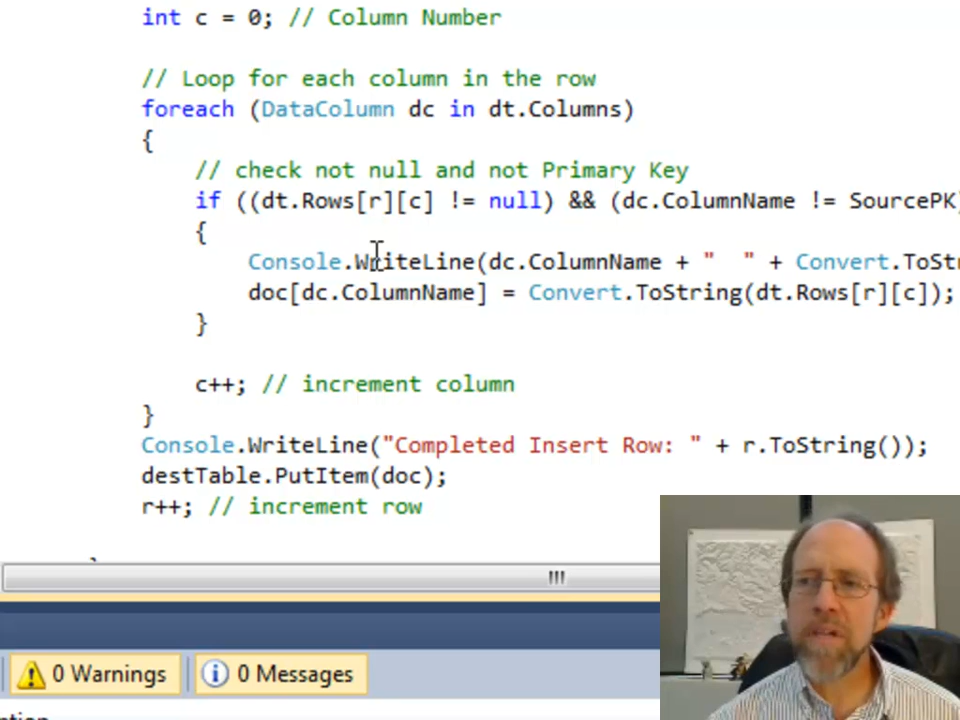 int c = 0; // Column Number
// Loop for each column in the row
foreach (DataColumn dc in dt.Columns)
{
// check not null and not Primary Key
if ((dt.Rows[r][c] != null) && (dc.ColumnName != SourcePK)
{
Console.WriteLine(dc.ColumnName + "  " + Convert.ToStr
doc[dc.ColumnName] = Convert.ToString(dt.Rows[r][c]);
}
c++; // increment column
}
Console.WriteLine("Completed Insert Row: " + r.ToString());
destTable.PutItem(doc);
r++; // increment row
0 Warnings
0 Messages